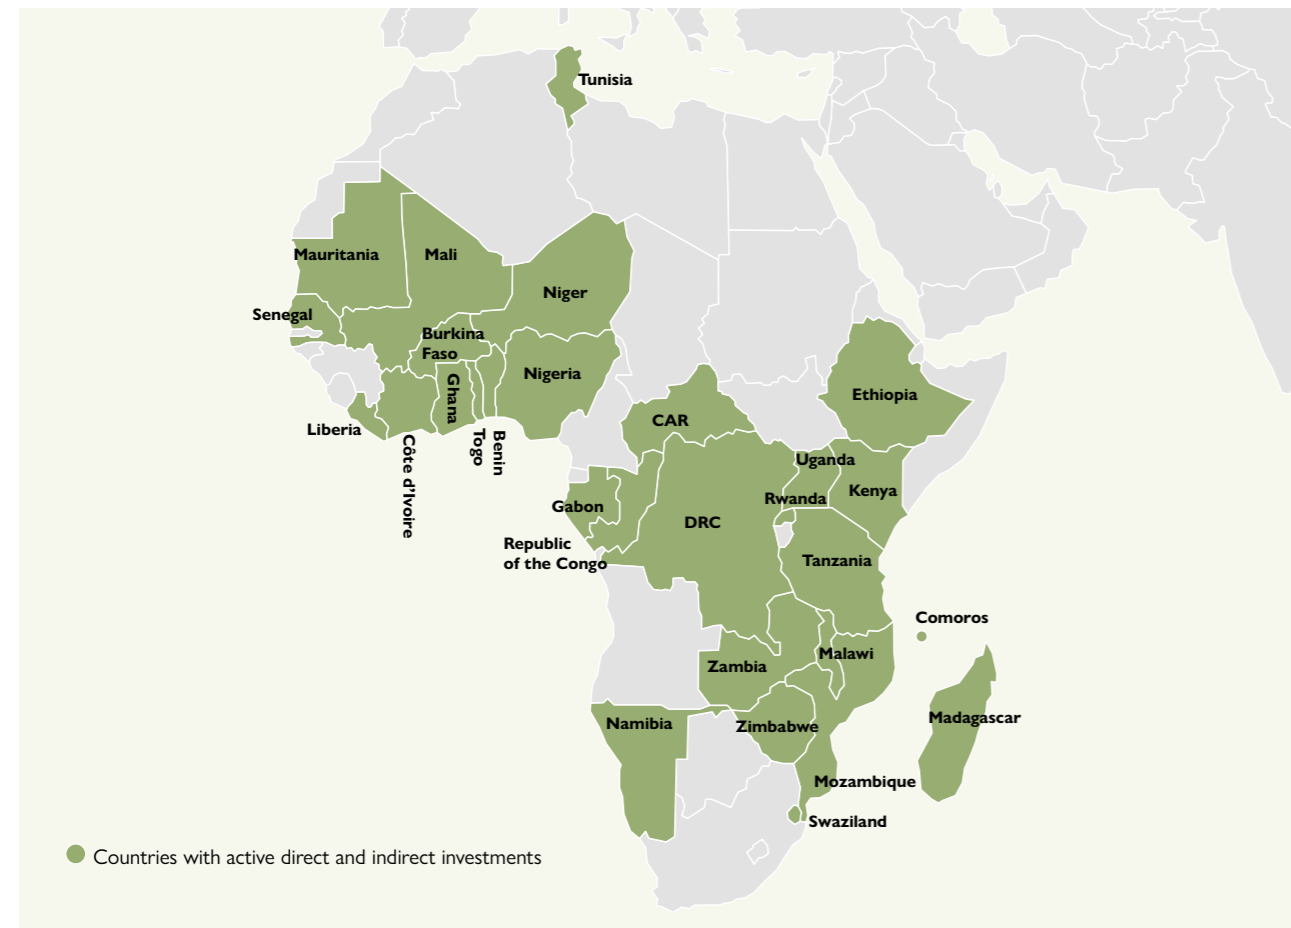 Tunisia
Mauritania
Mali
Niger
Senegal
Burkina
Faso
Nigeria
Ghana
Ethiopia
CAR
Liberia
Togo
Benin
Côte d'Ivoire
Uganda
Kenya
Rwanda
Gabon
DRC
Republic
of the Congo
Tanzania
Comoros
Malawi
Zambia
Madagascar
Namibia
Zimbabwe
Mozambique
Swaziland
Countries with active direct and indirect investments